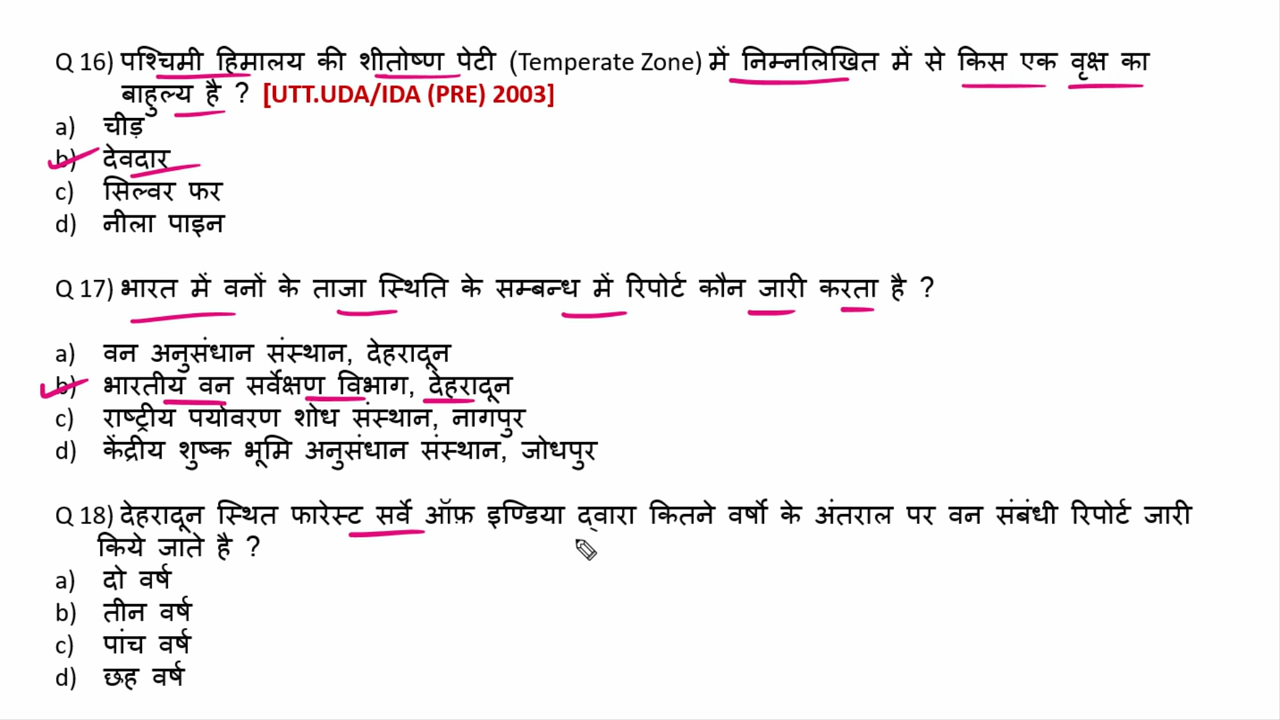 Q 16) पश्चिमी हिमालय की शीतोष्ण पेटी (Temperate Zone) में निम्नलिखित में से किस एक वृक्ष का
बाहुल्य है ? [UTT.UDA/IDA (PRE) 2003]
a) चीड़
b) देवदार
c) सिल्वर फर
d) नीला पाइन
Q 17) भारत में वनों के ताजा स्थिति के सम्बन्ध में रिपोर्ट कौन जारी करता है ?
a) वन अनुसंधान संस्थान, देहरादून
b) भारतीय वन सर्वेक्षण विभाग, देहरादून
c) राष्ट्रीय पर्यावरण शोध संस्थान, नागपुर
d) केंद्रीय शुष्क भूमि अनुसंधान संस्थान, जोधपुर
Q 18) देहरादून स्थित फारेस्ट सर्वे ऑफ़ इण्डिया द्वारा कितने वर्षो के अंतराल पर वन संबंधी रिपोर्ट जारी
किये जाते है ?
a) दो वर्ष
b) तीन वर्ष
c) पांच वर्ष
d) छह वर्ष